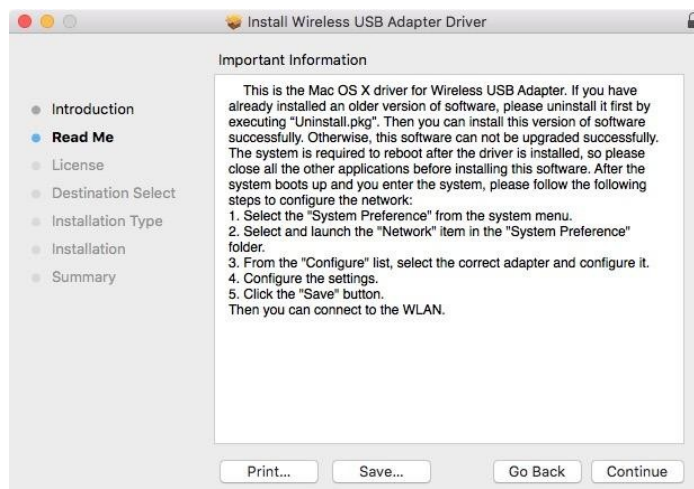 Install Wireless USB Adapter Driver
Important Information
Introduction
Read Me
License
Destination Select
Installation Type
Installation
Summary
This is the Mac OS X driver for Wireless USB Adapter. If you have
already installed an older version of software, please uninstall it first by
executing “Uninstall.pkg”. Then you can install this version of software
successfully. Otherwise, this software can not be upgraded successfully.
The system is required to reboot after the driver is installed, so please
close all the other applications before installing this software. After the
system boots up and you enter the system, please follow the following
steps to configure the network:
1. Select the "System Preference" from the system menu.
2. Select and launch the "Network" item in the "System Preference"
folder.
3. From the "Configure" list, select the correct adapter and configure it.
4. Configure the settings.
5. Click the "Save" button.
Then you can connect to the WLAN.
Print...
Save...
Go Back
Continue